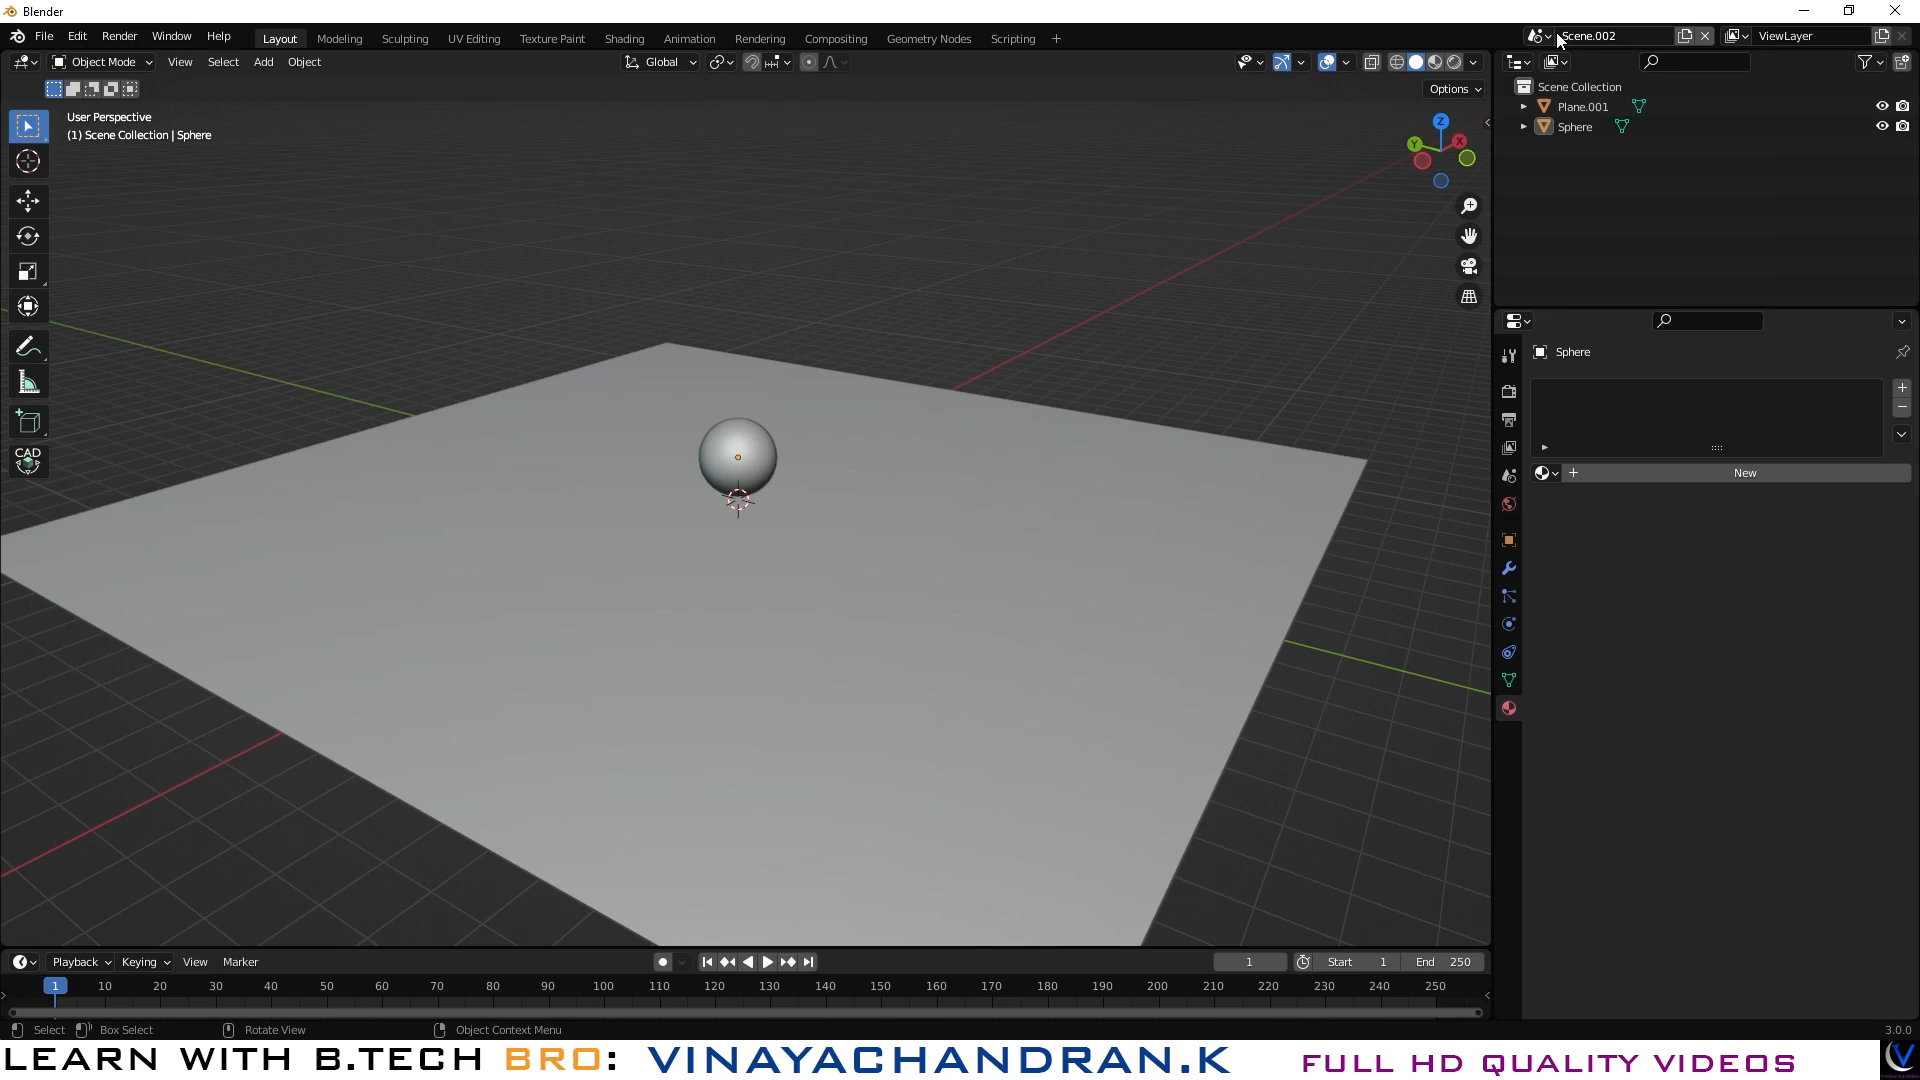 Blender
File Edit Render Window Help
Layout Modeling Sculpting UV Editing Texture Paint Shading Animation Rendering Compositing Geometry Nodes Scripting +
Scene.002
ViewLayer
Object Mode View Select Add Object
Global
Options
User Perspective
(1) Scene Collection | Sphere
Z
Y
X
CAD
Scene Collection
Plane.001
Sphere
Sphere
+ New
Playback Keying View Marker
1
Start 1
End 250
1 10 20 30 40 50 60 70 80 90 100 110 120 130 140 150 160 170 180 190 200 210 220 230 240 250
Select Box Select Rotate View Object Context Menu
3.0.0
LEARN WITH B.TECH BRO: VINAYACHANDRAN.K FULL HD QUALITY VIDEOS